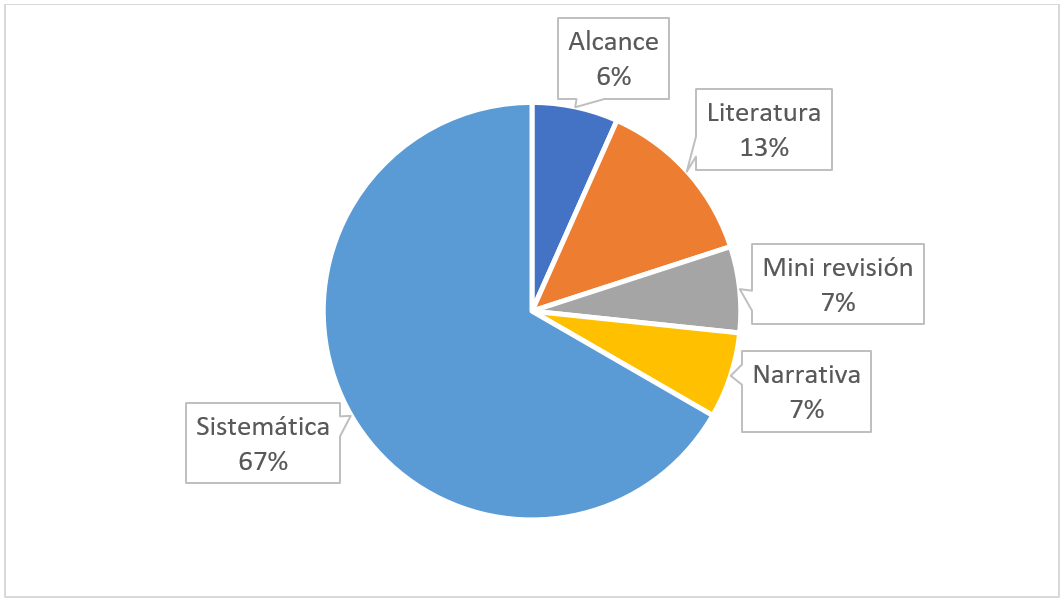 Alcance
6%
Literatura
13%
Mini revisión
7%
Narrativa
7%
Sistemática
67%